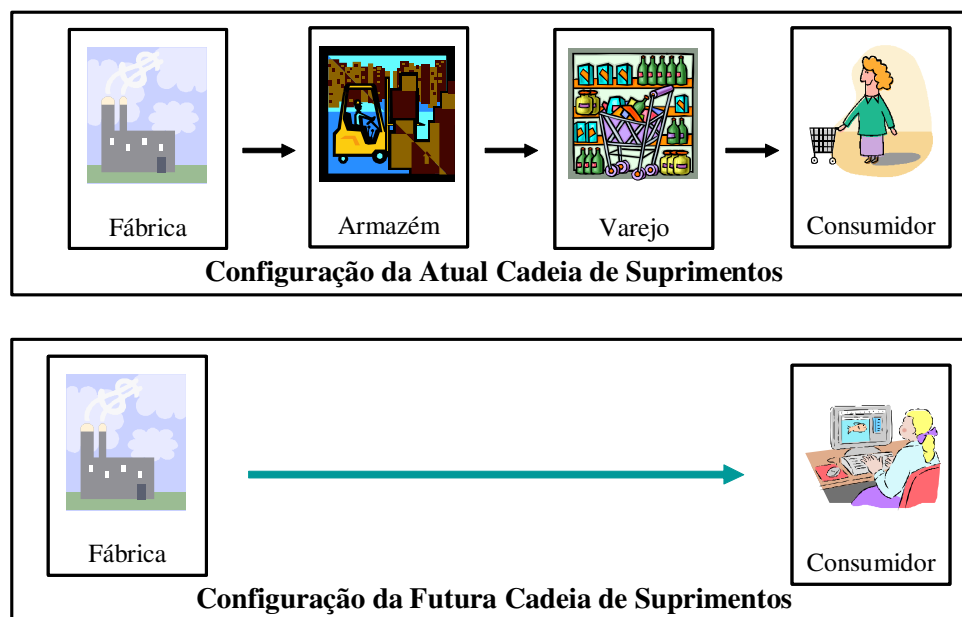 Fábrica
Armazém
Varejo
Consumidor
Configuração da Atual Cadeia de Suprimentos
Fábrica
Consumidor
Configuração da Futura Cadeia de Suprimentos